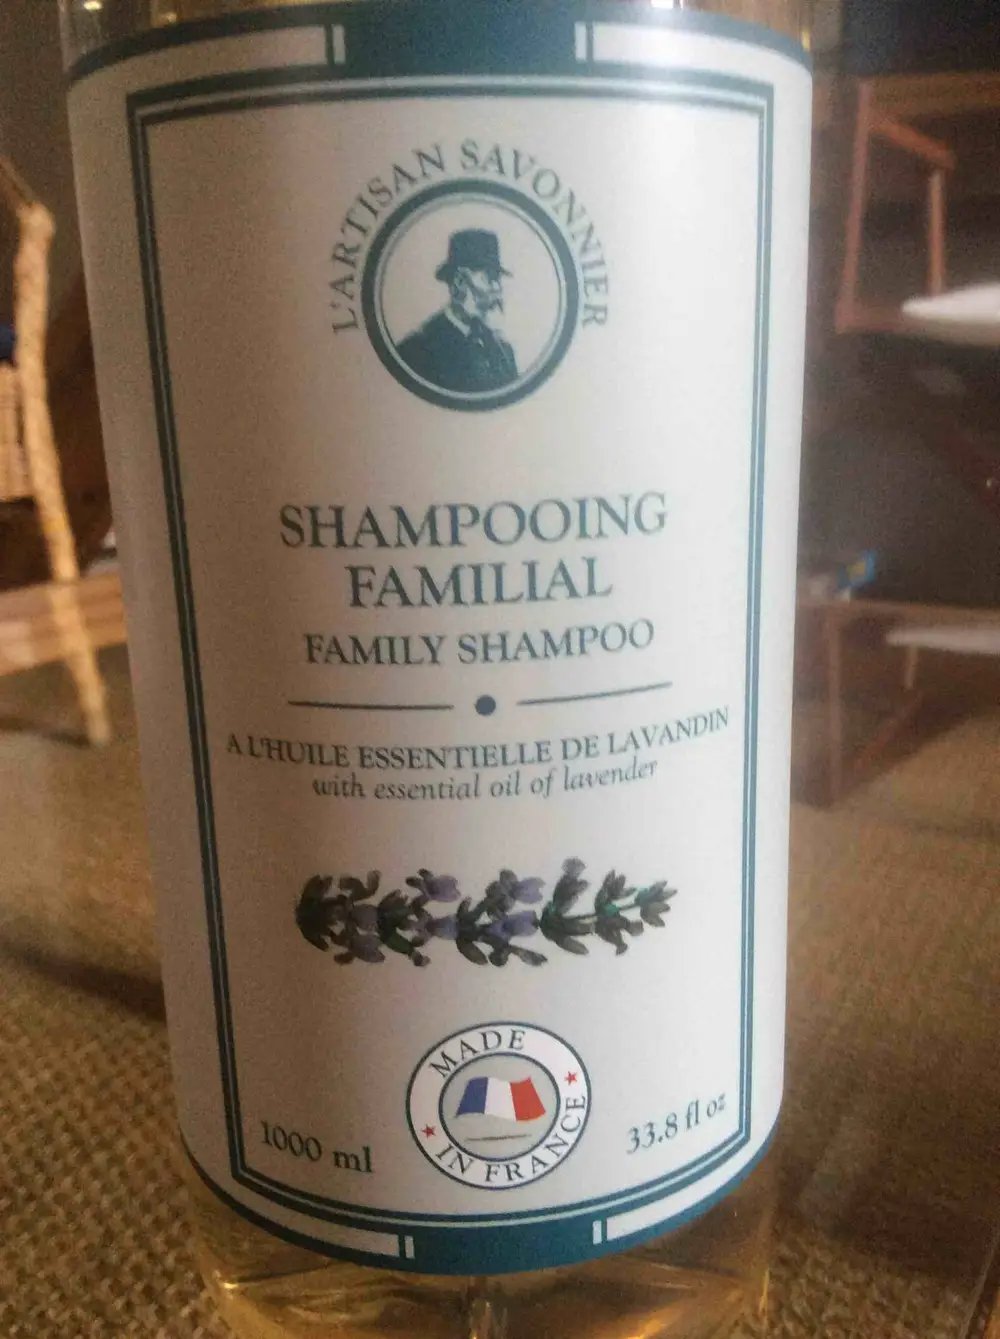 L'ARTISAN SAVONNIER
SHAMPOOING
FAMILIAL
FAMILY SHAMPOO
A L'HUILE ESSENTIELLE DE LAVANDIN
with essential oil of lavender
MADE
IN FRANCE
1000 ml
33.8 fl oz